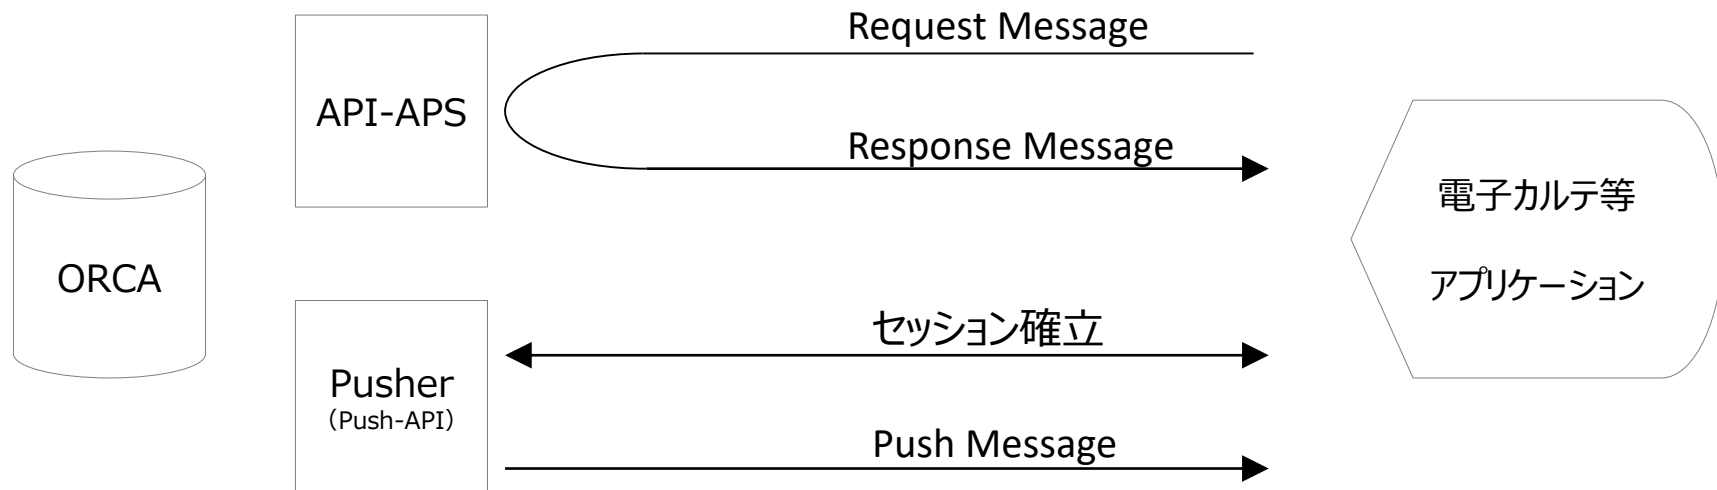 Request Message
API-APS
Response Message
電子カルテ等
アプリケーション
ORCA
セッション確立
Pusher
（Push-API）
Push Message